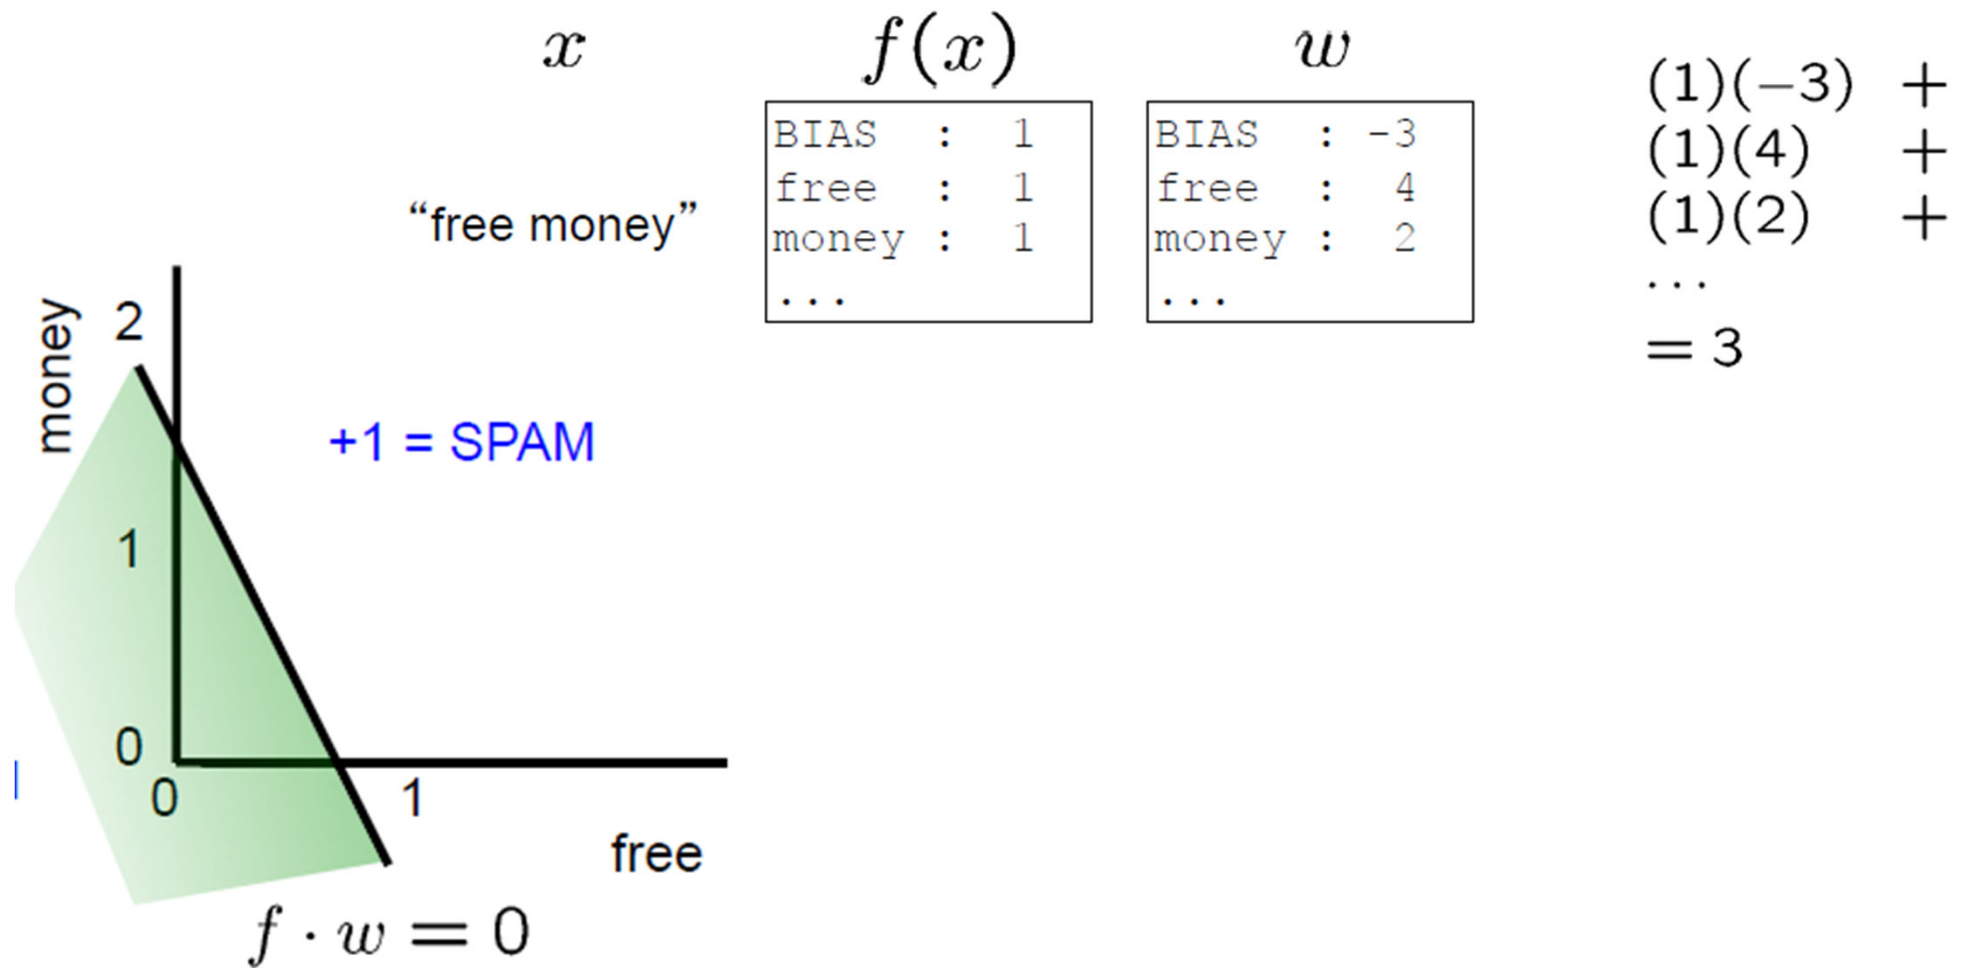 x
f(x)
w
“free money”
BIAS : 1
free : 1
money : 1
...
BIAS : -3
free : 4
money : 2
...
(1)(−3) +
(1)(4) +
(1)(2) +
...
= 3
money
2
1
0
0
1
free
+1 = SPAM
f · w = 0